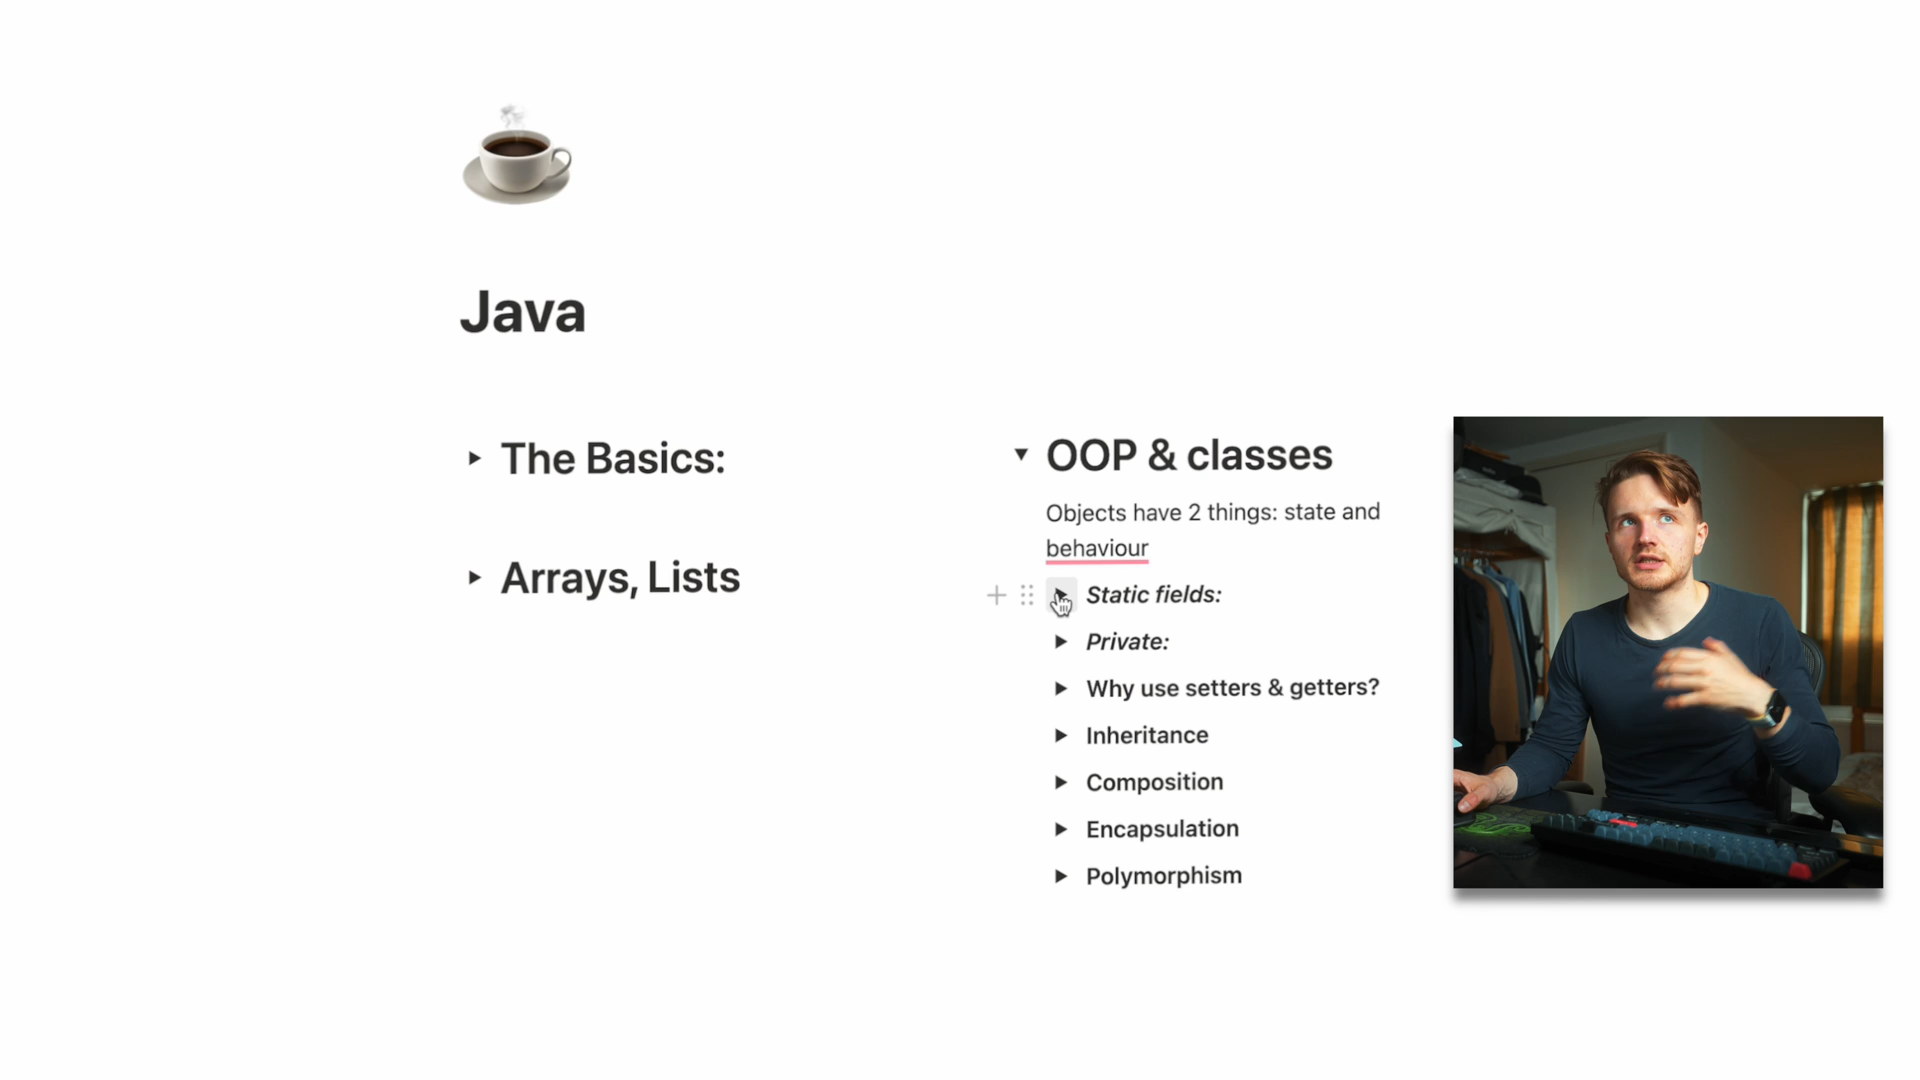 Java
The Basics:
Arrays, Lists
OOP & classes
Objects have 2 things: state and
behaviour
Static fields:
Private:
Why use setters & getters?
Inheritance
Composition
Encapsulation
Polymorphism